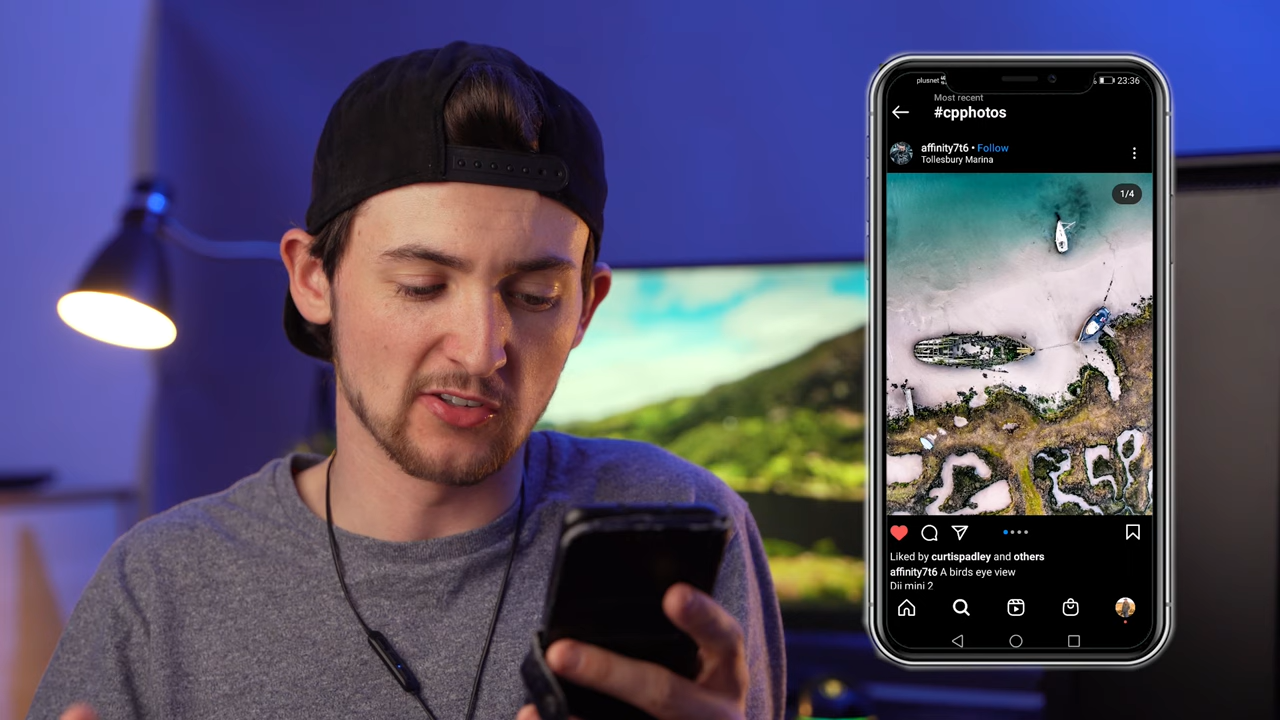 plusnet
23:36
Most recent
#cpphotos
affinity7t6 • Follow
Tollesbury Marina
1/4
Liked by curtispadley and others
affinity7t6 A birds eye view
Dji mini 2